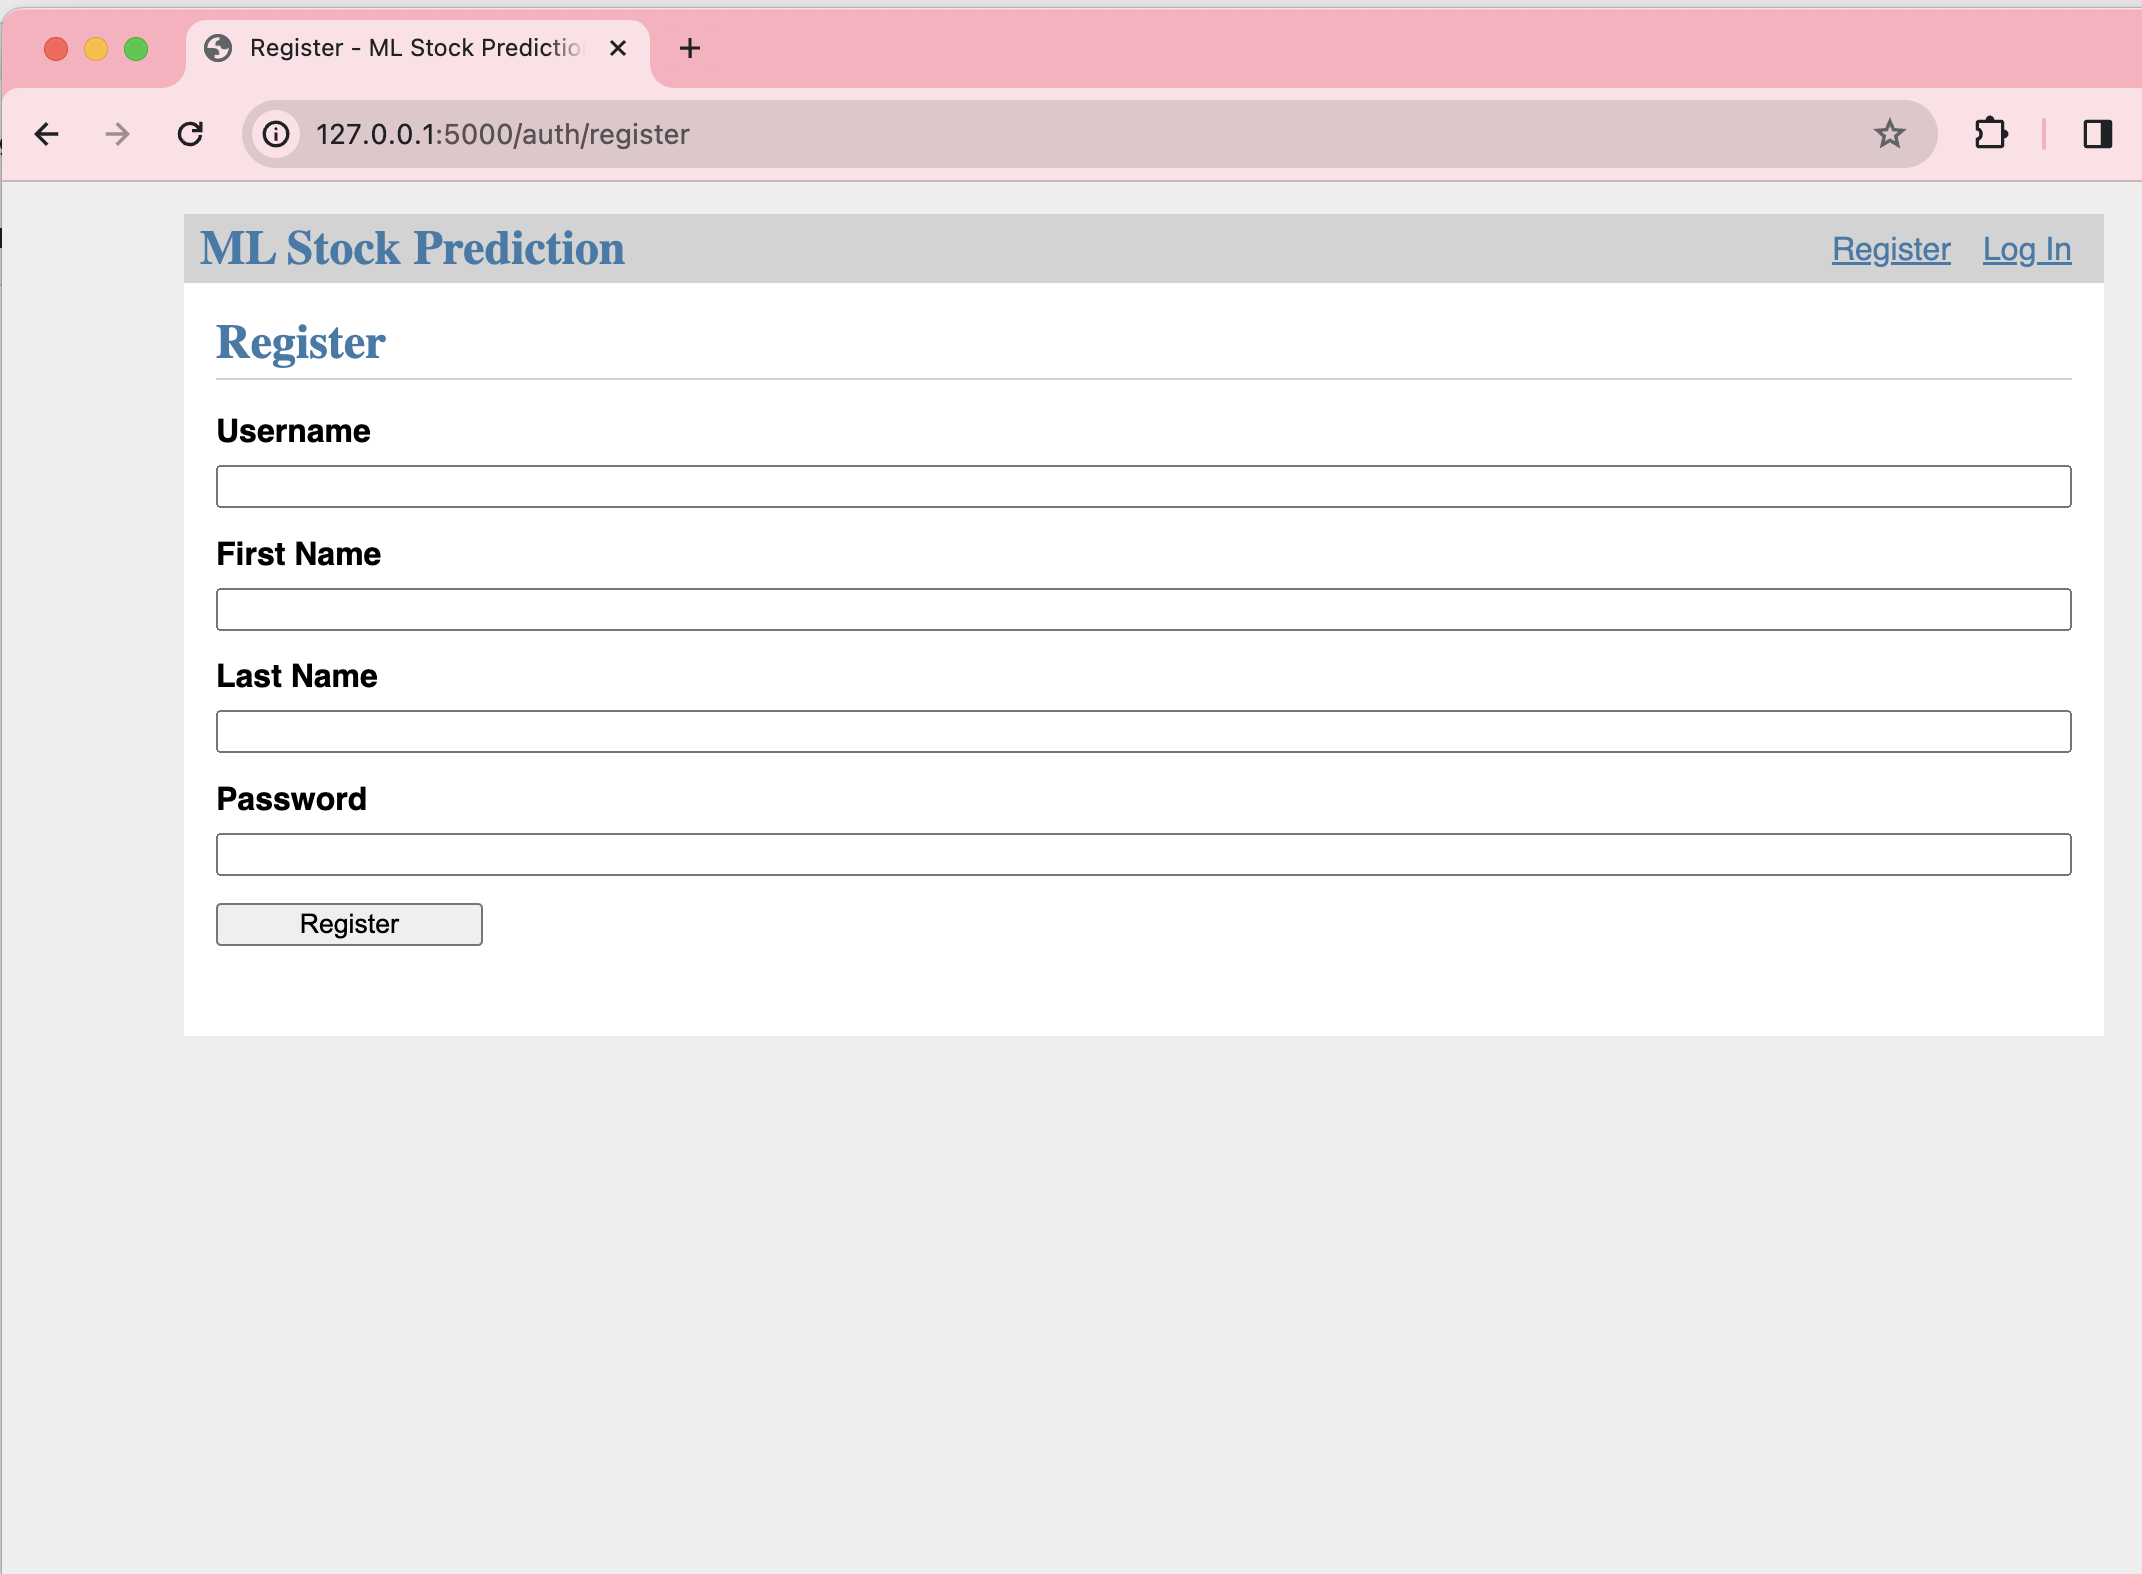 Register - ML Stock Predictio
127.0.0.1:5000/auth/register
ML Stock Prediction Register Log In
Register
Username
First Name
Last Name
Password
Register